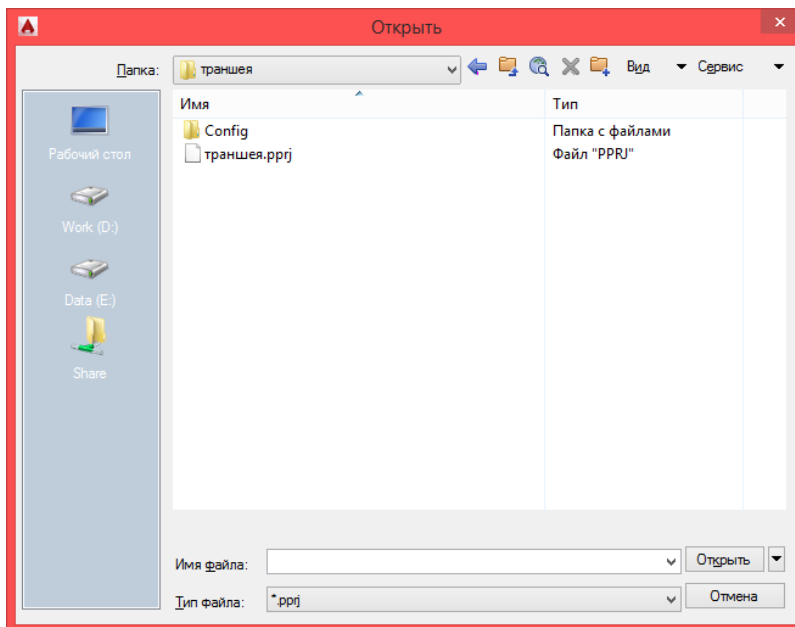 Открыть
Папка: траншея Вид Сервис
Имя Тип
Config Папка с файлами
траншея.pprj Файл "PPRJ"
Рабочий стол
Work (D:)
Data (E:)
Share
Имя файла: Открыть
Тип файла: *.pprj Отмена